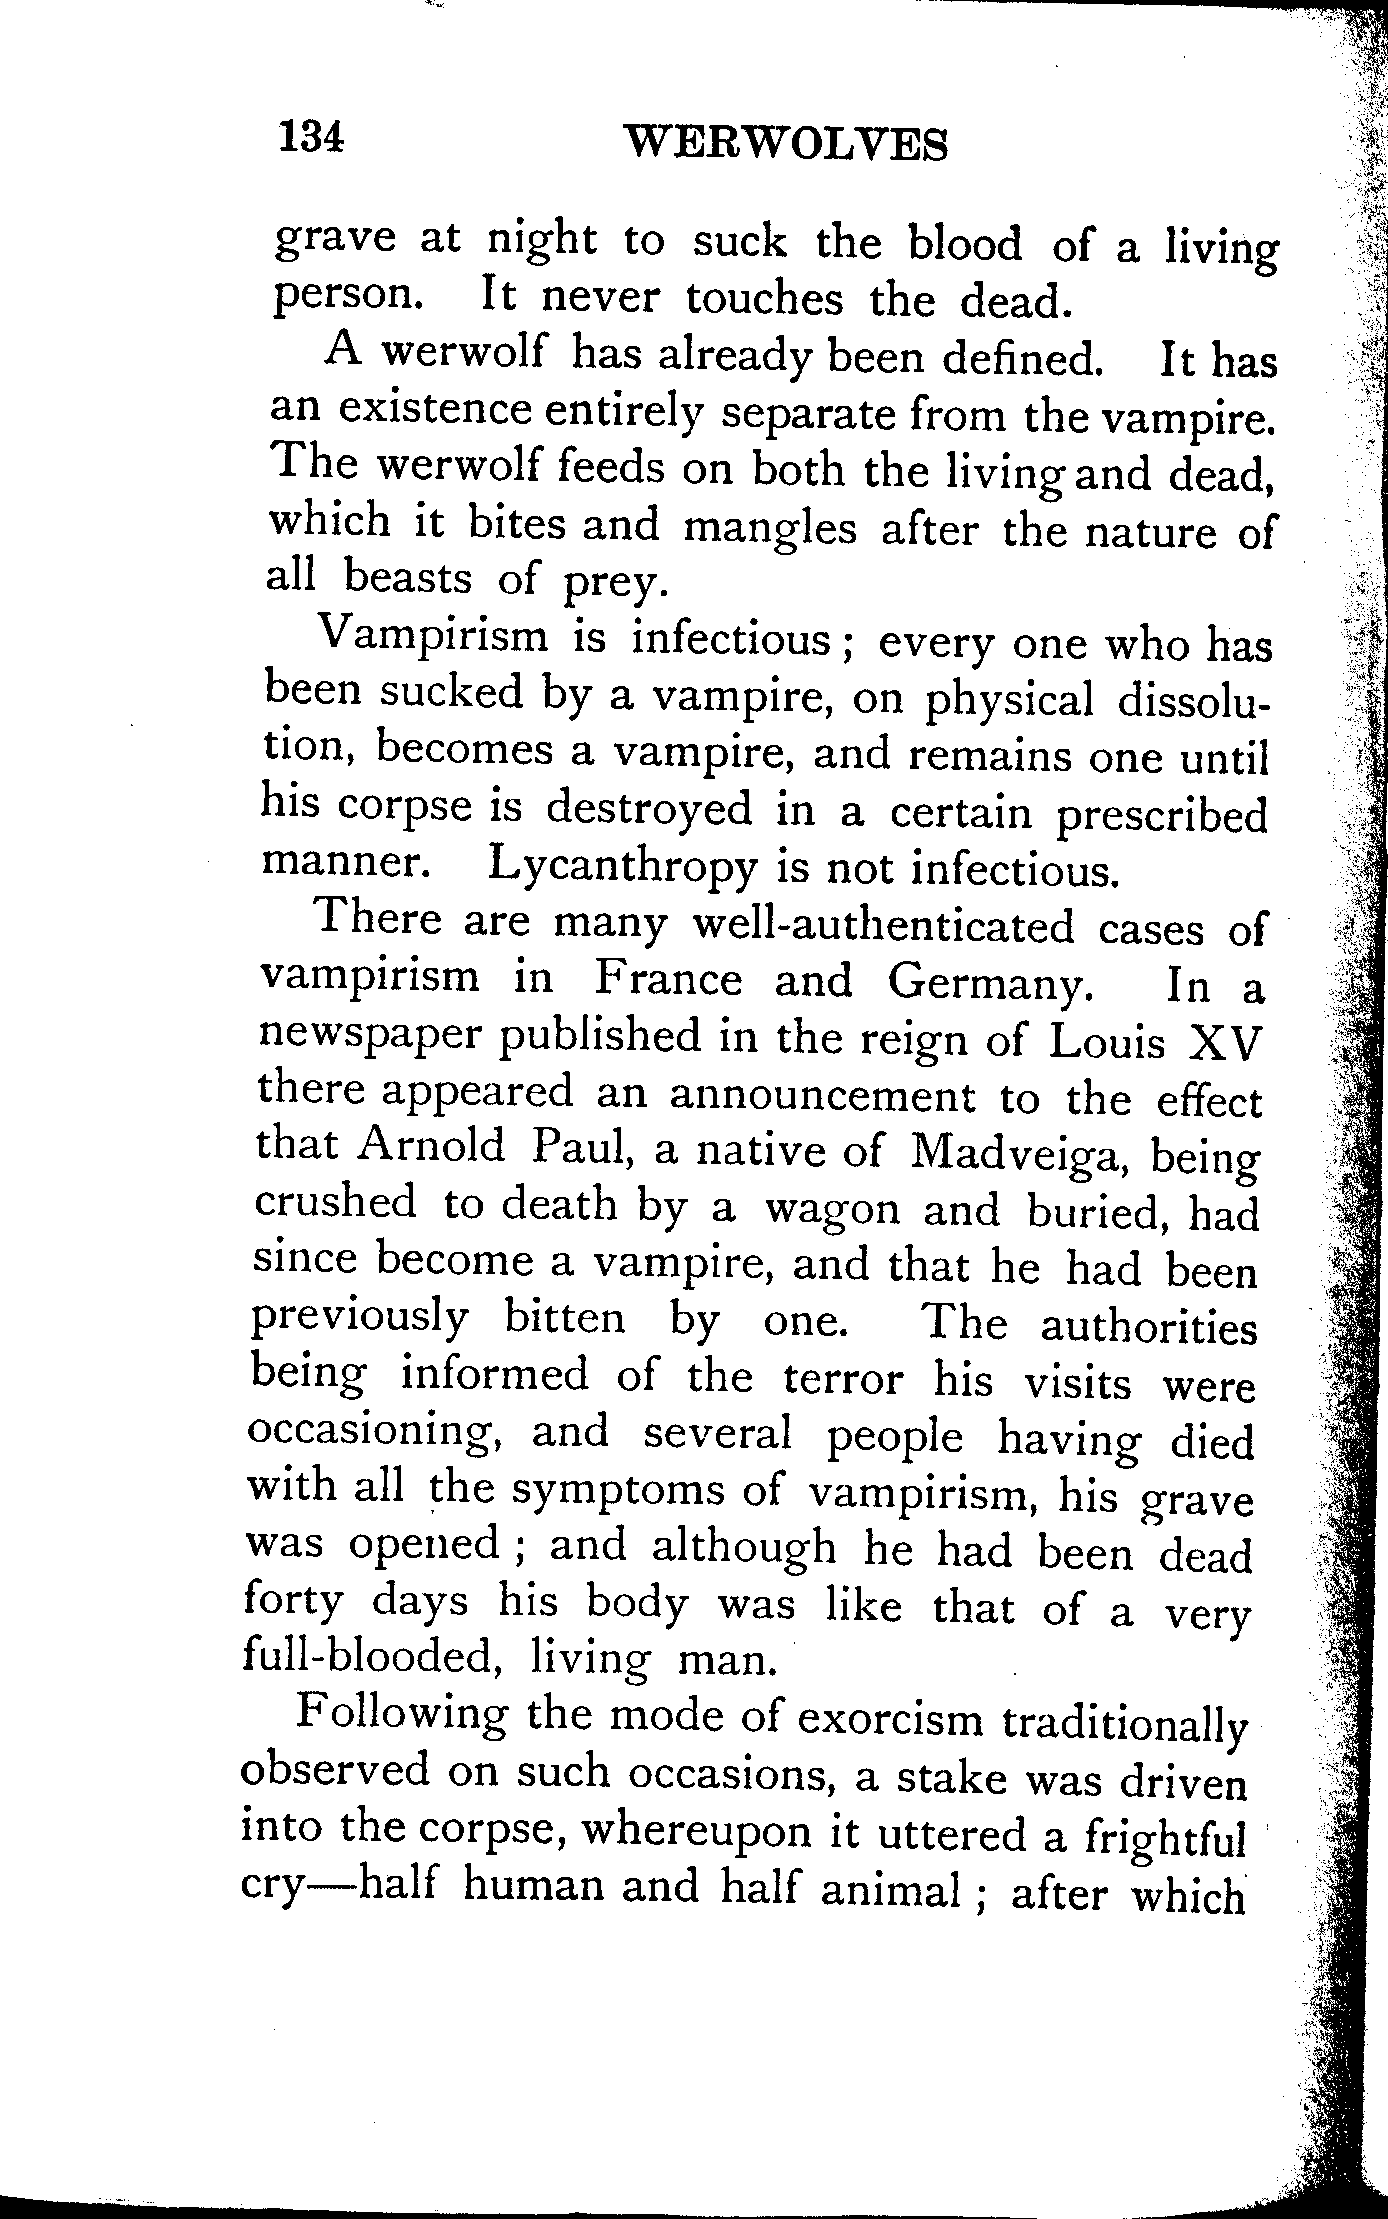 134 WERWOLVES
grave at night to suck the blood of a living
person. It never touches the dead.
A werwolf has already been defined. It has
an existence entirely separate from the vampire.
The werwolf feeds on both the living and dead,
which it bites and mangles after the nature of
all beasts of prey.
Vampirism is infectious ; every one who has
been sucked by a vampire, on physical dissolu-
tion, becomes a vampire, and remains one until
his corpse is destroyed in a certain prescribed
manner. Lycanthropy is not infectious.
There are many well-authenticated cases of
vampirism in France and Germany. In a
newspaper published in the reign of Louis XV
there appeared an announcement to the effect
that Arnold Paul, a native of Madveiga, being
crushed to death by a wagon and buried, had
since become a vampire, and that he had been
previously bitten by one. The authorities
being informed of the terror his visits were
occasioning, and several people having died
with all the symptoms of vampirism, his grave
was opened ; and although he had been dead
forty days his body was like that of a very
full-blooded, living man.
Following the mode of exorcism traditionally
observed on such occasions, a stake was driven
into the corpse, whereupon it uttered a frightful
cry—half human and half animal ; after which